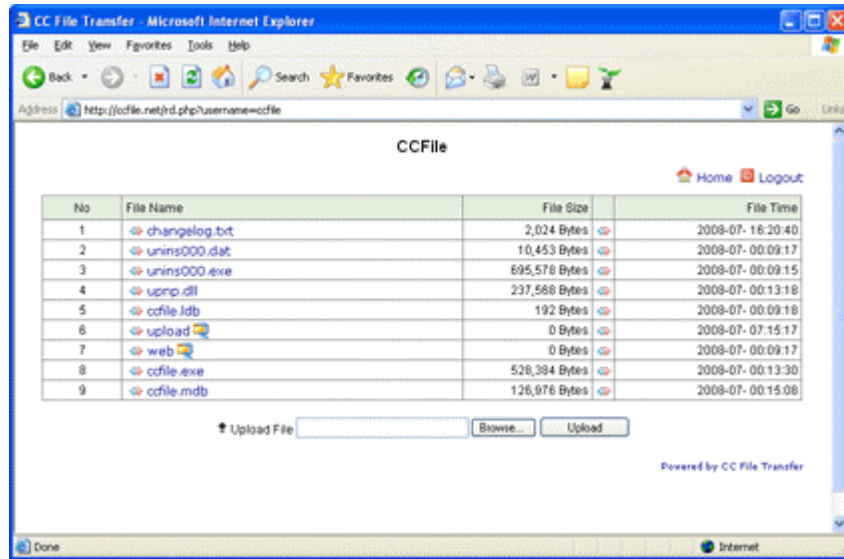 CC File Transfer - Microsoft Internet Explorer
File Edit View Favorites Tools Help
Back Search Favorites
Address http://ccfile.net/rd.php?username=ccfile Go Links
CCFile
Home Logout
No File Name File Size File Time
1 changelog.txt 2,024 Bytes 2008-07- 16:20:40
2 unins000.dat 10,453 Bytes 2008-07- 00:09:17
3 unins000.exe 695,578 Bytes 2008-07- 00:09:15
4 upnp.dll 237,568 Bytes 2008-07- 00:13:18
5 ccfile.ldb 192 Bytes 2008-07- 00:09:18
6 upload 0 Bytes 2008-07- 07:15:17
7 web 0 Bytes 2008-07- 00:09:17
8 ccfile.exe 528,384 Bytes 2008-07- 00:13:30
9 ccfile.mdb 126,976 Bytes 2008-07- 00:15:08
Upload File Browse... Upload
Powered by CC File Transfer
Done Internet